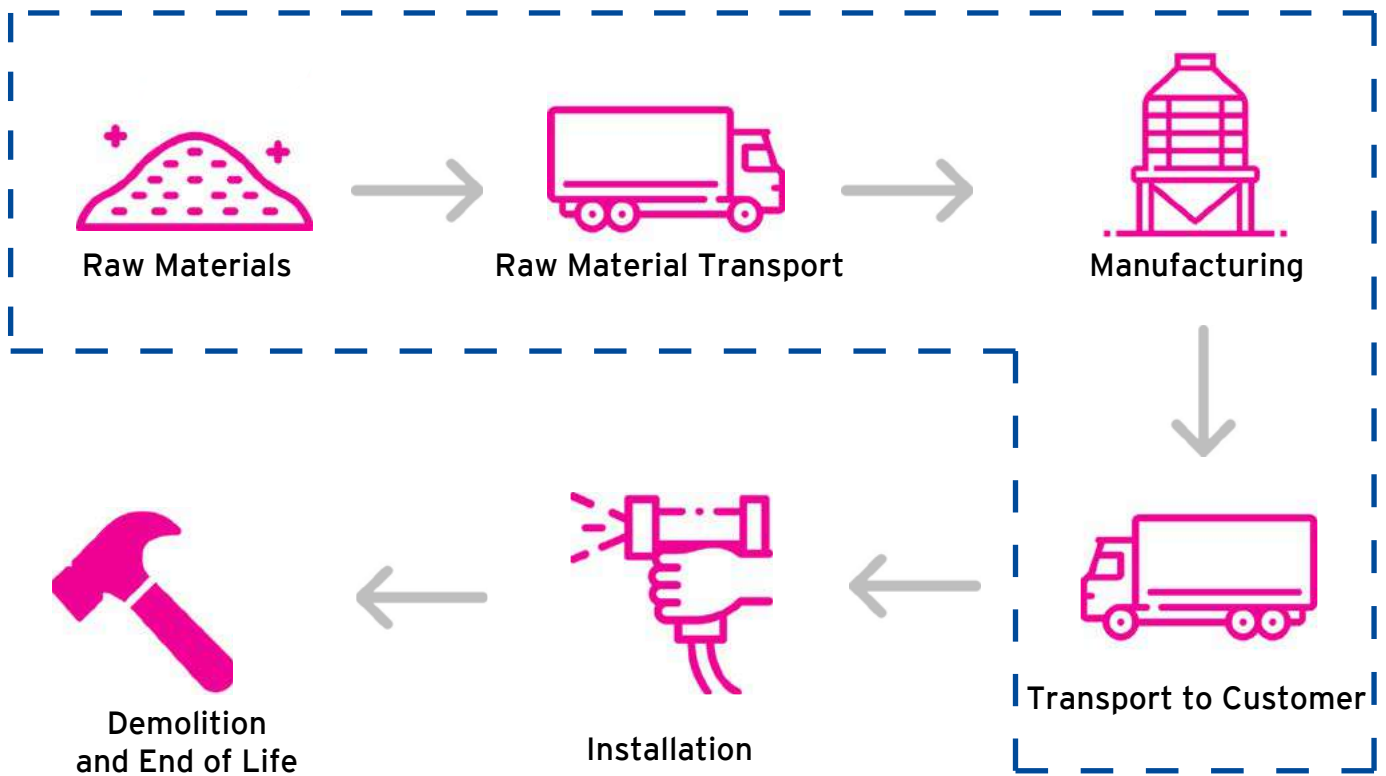 Raw Materials
Raw Material Transport
Manufacturing
Transport to Customer
Installation
Demolition
and End of Life